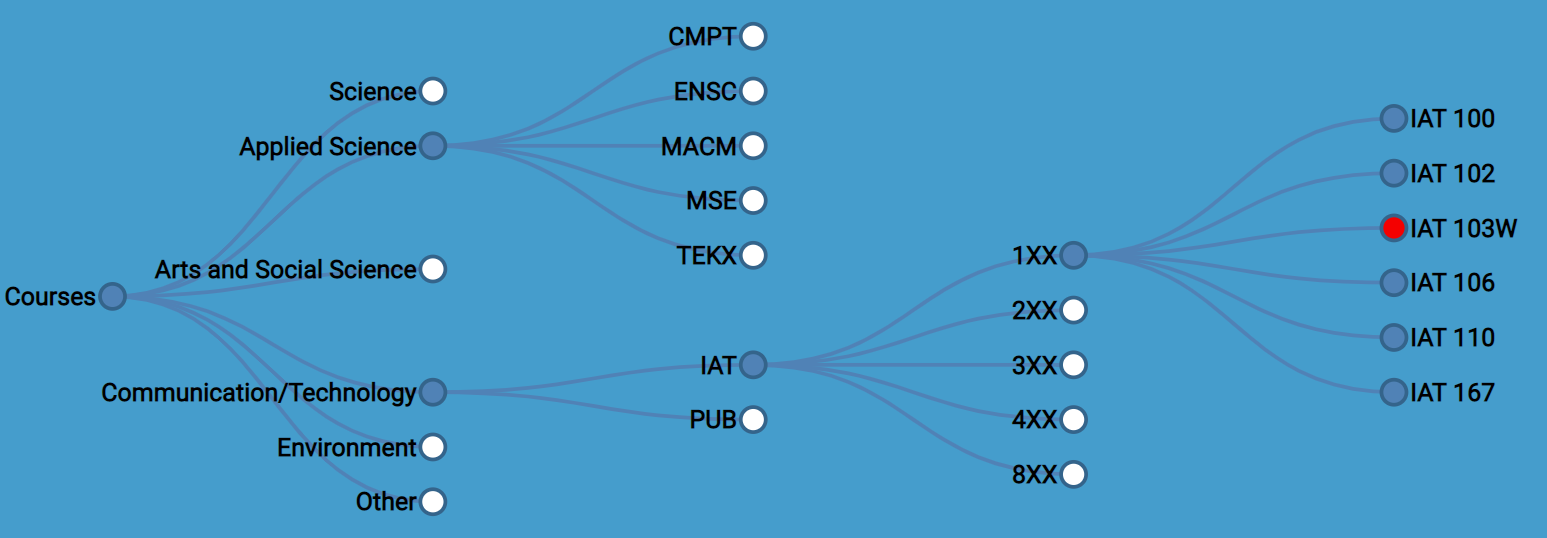 Courses
Science
Applied Science
Arts and Social Science
Communication/Technology
Environment
Other
CMPT
ENSC
MACM
MSE
TEKX
IAT
PUB
1XX
2XX
3XX
4XX
8XX
IAT 100
IAT 102
IAT 103W
IAT 106
IAT 110
IAT 167